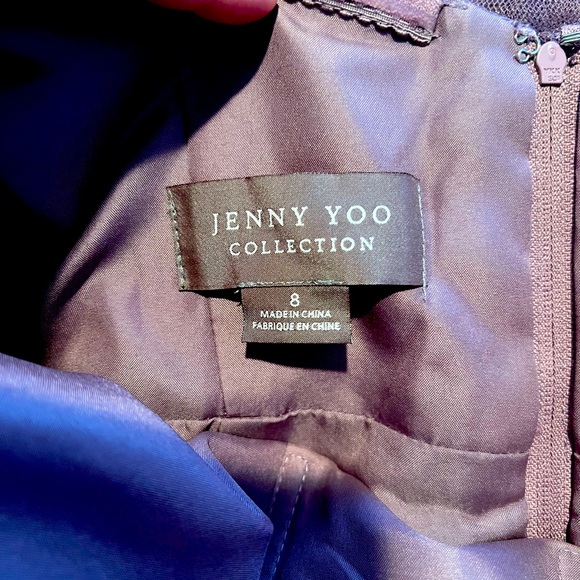 JENNY YOO
COLLECTION
8
MADE IN CHINA
FABRIQUE EN CHINE